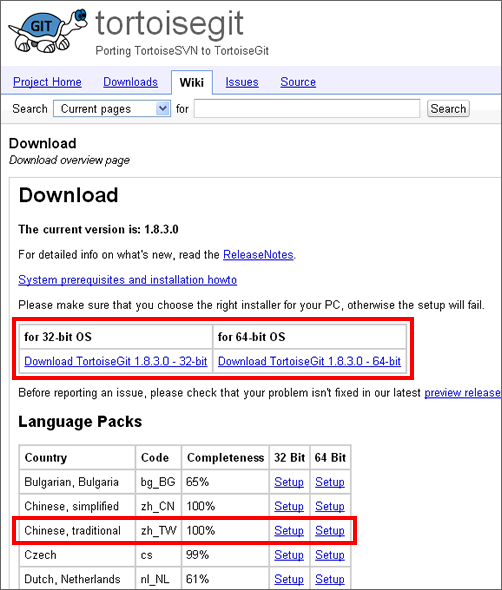 GIT
tortoisegit
Porting TortoiseSVN to TortoiseGit
Project Home Downloads Wiki Issues Source
Search Current pages for Search
Download
Download overview page
Download
The current version is: 1.8.3.0
For detailed info on what's new, read the ReleaseNotes.
System prerequisites and installation howto
Please make sure that you choose the right installer for your PC, otherwise the setup will fail.
for 32-bit OS for 64-bit OS
Download TortoiseGit 1.8.3.0 - 32-bit Download TortoiseGit 1.8.3.0 - 64-bit
Before reporting an issue, please check that your problem isn't fixed in our latest preview release
Language Packs
Country Code Completeness 32 Bit 64 Bit
Bulgarian, Bulgaria bg_BG 65% Setup Setup
Chinese, simplified zh_CN 100% Setup Setup
Chinese, traditional zh_TW 100% Setup Setup
Czech cs 99% Setup Setup
Dutch, Netherlands nl_NL 61% Setup Setup